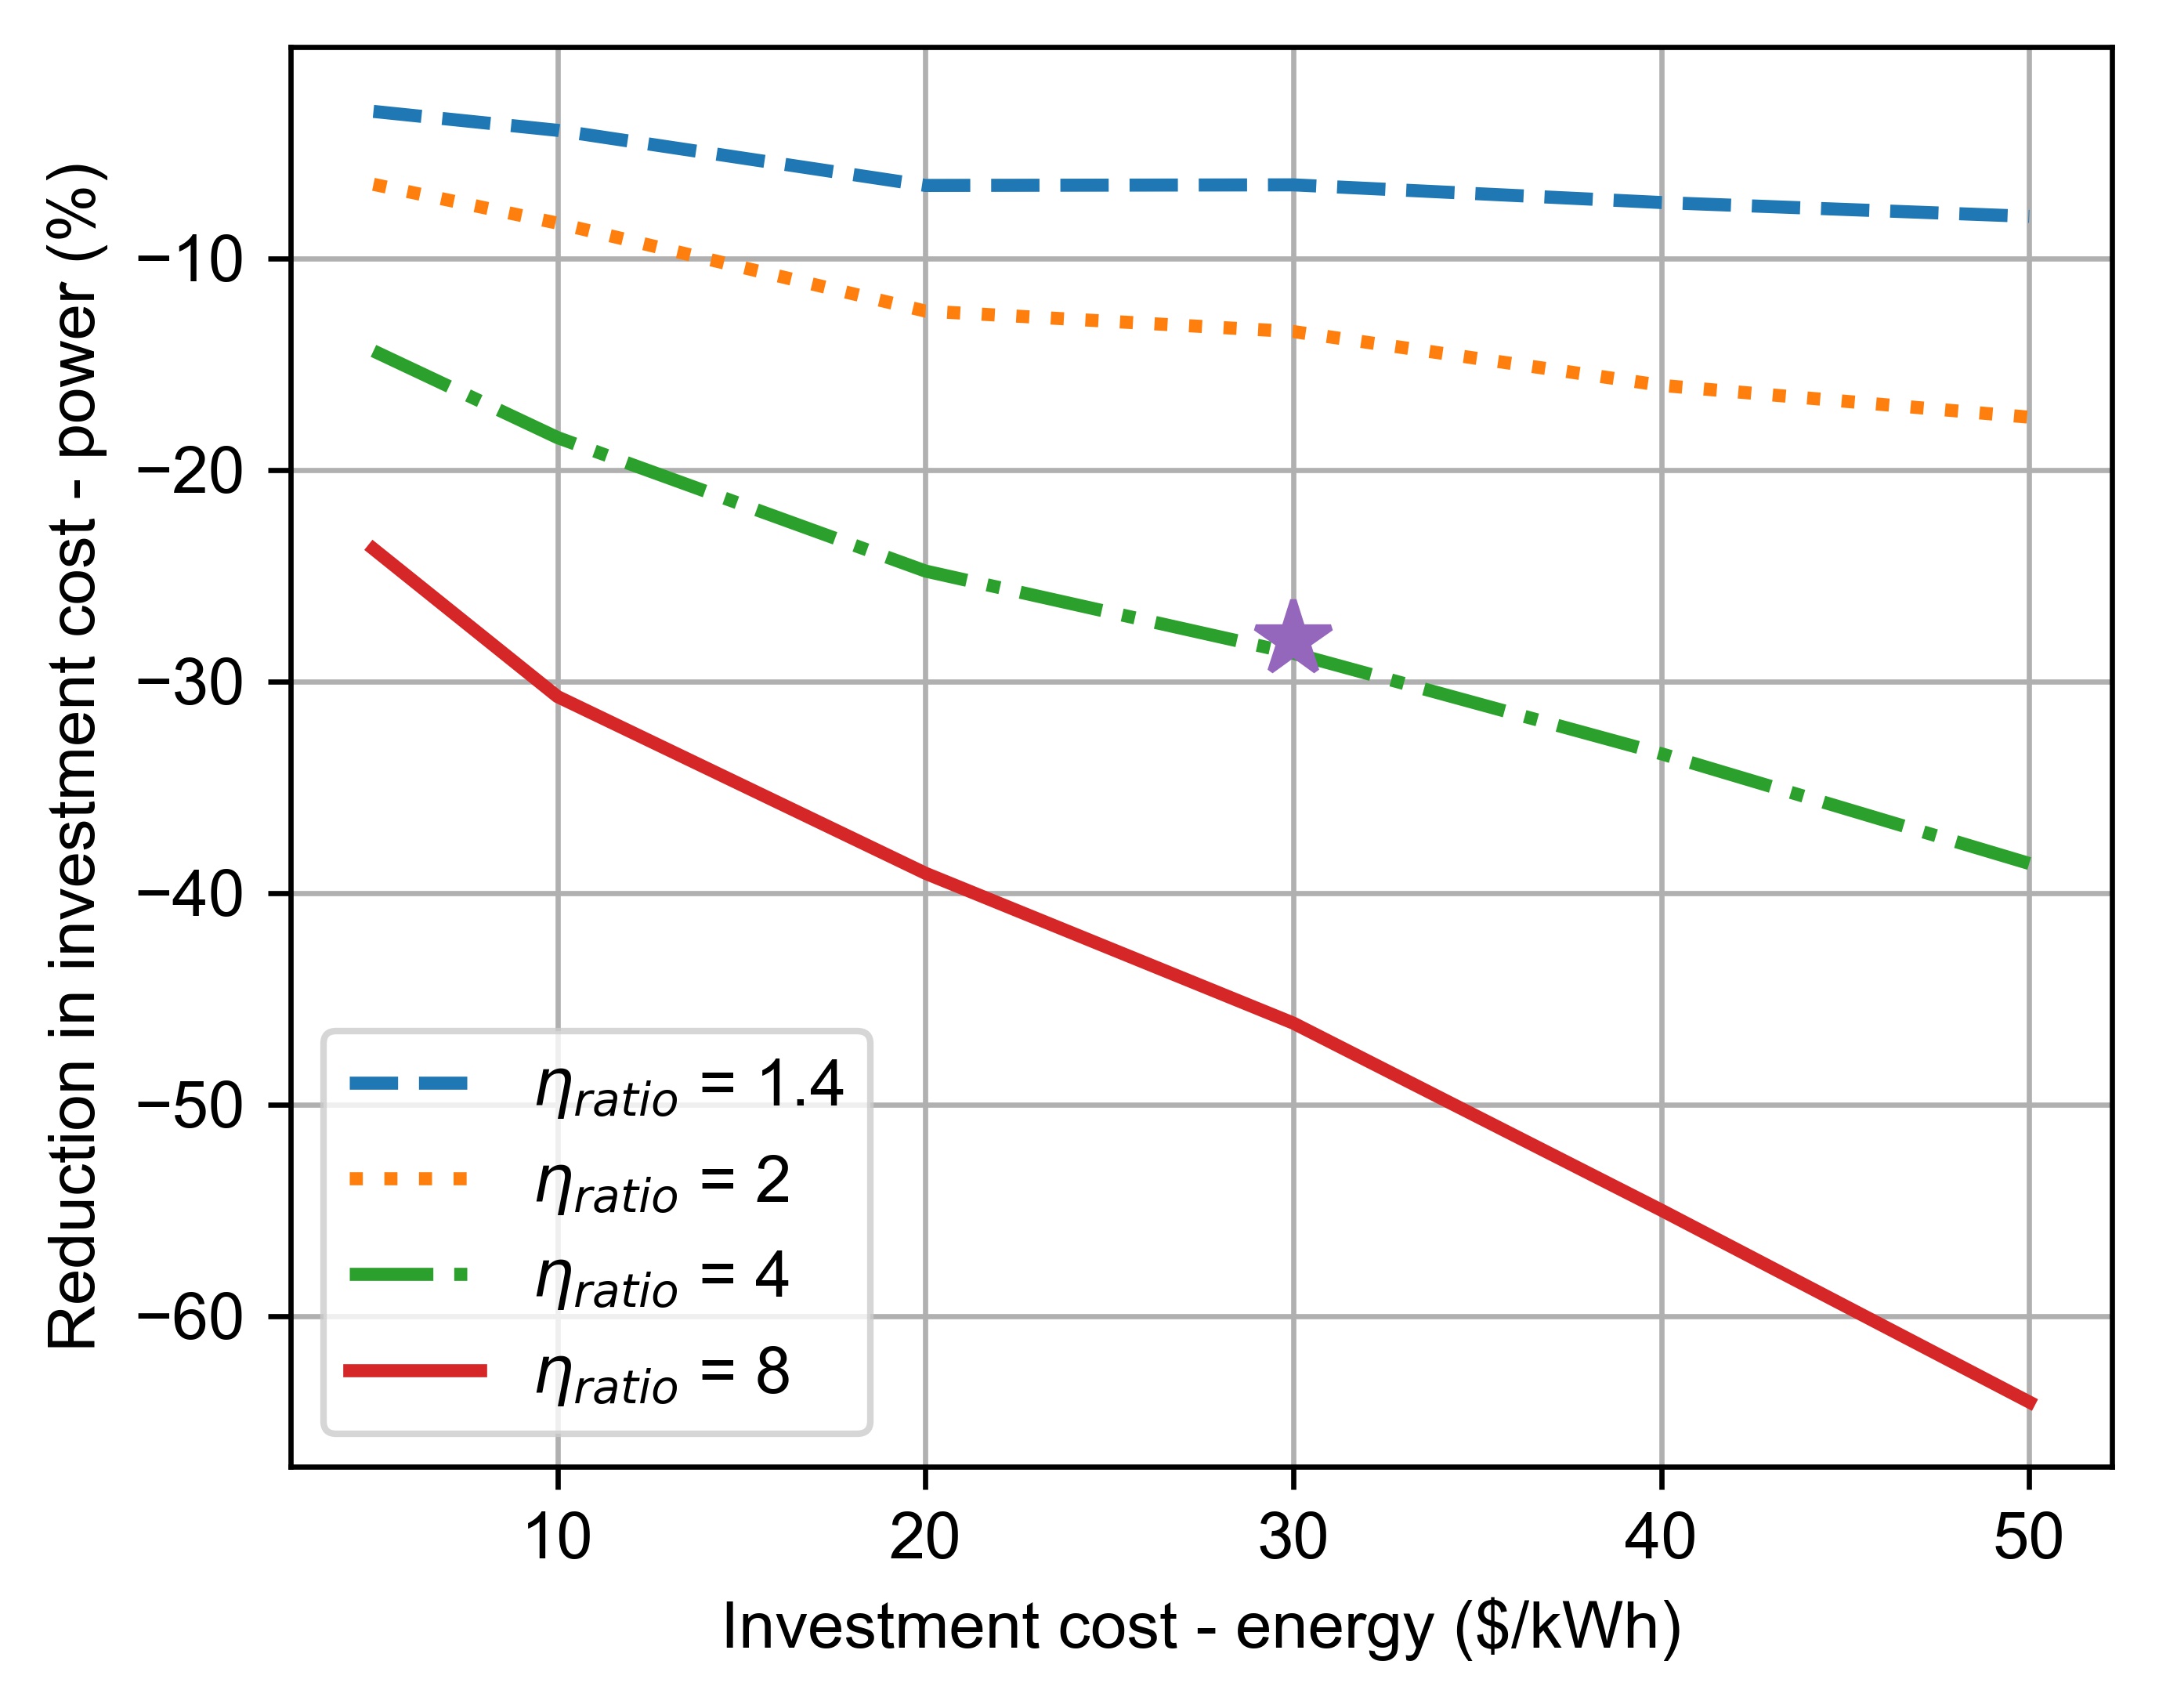 Reduction in investment cost - power (%)
−10
−20
−30
−40
−50
−60
ηratio = 1.4
ηratio = 2
ηratio = 4
ηratio = 8
10 20 30 40 50
Investment cost - energy ($/kWh)